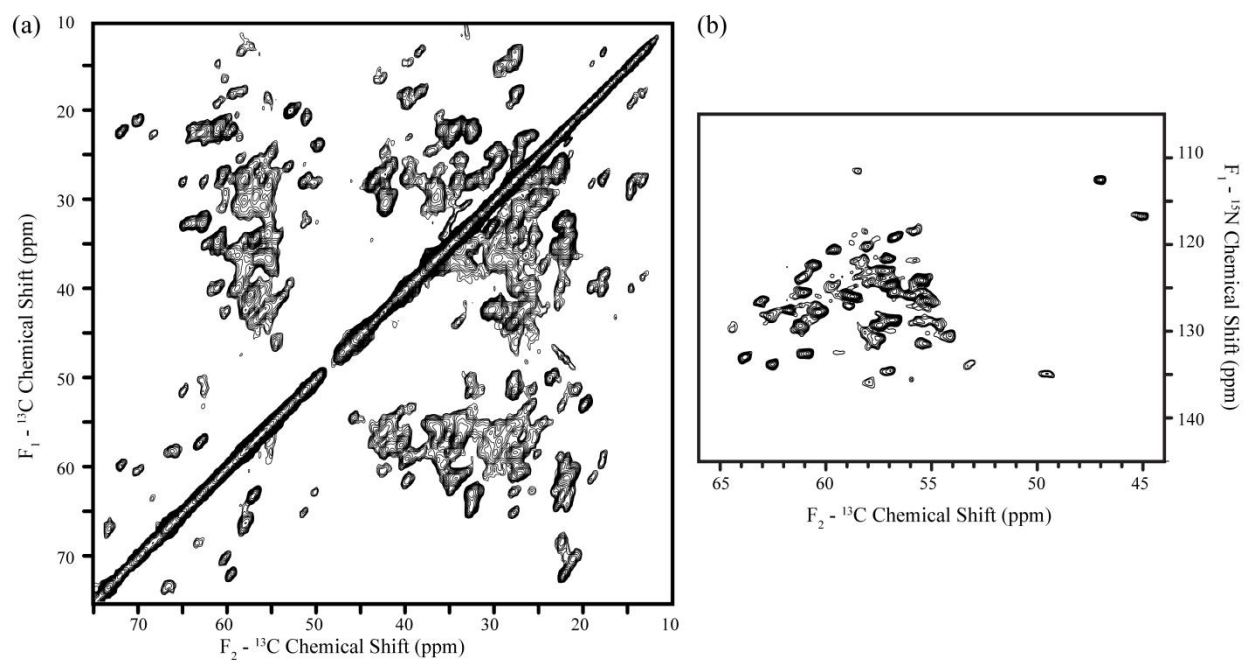 (a)
10
20
30
40
50
60
70
F₁ - ¹³C Chemical Shift (ppm)
70 60 50 40 30 20 10
F₂ - ¹³C Chemical Shift (ppm)
(b)
110
120
130
140
F₁ - ¹⁵N Chemical Shift (ppm)
65 60 55 50 45
F₂ - ¹³C Chemical Shift (ppm)